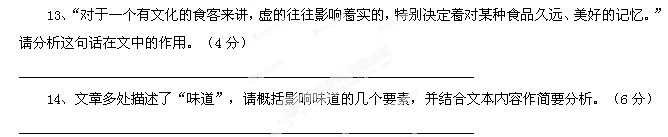 13、“对于一个有文化的食客来讲，虚的往往影响着实的，特别决定着对某种食品久远、美好的记忆。”
请分析这句话在文中的作用。（4 分）
14、文章多处描述了“味道”，请概括影响味道的几个要素，并结合文本内容作简要分析。（6 分）